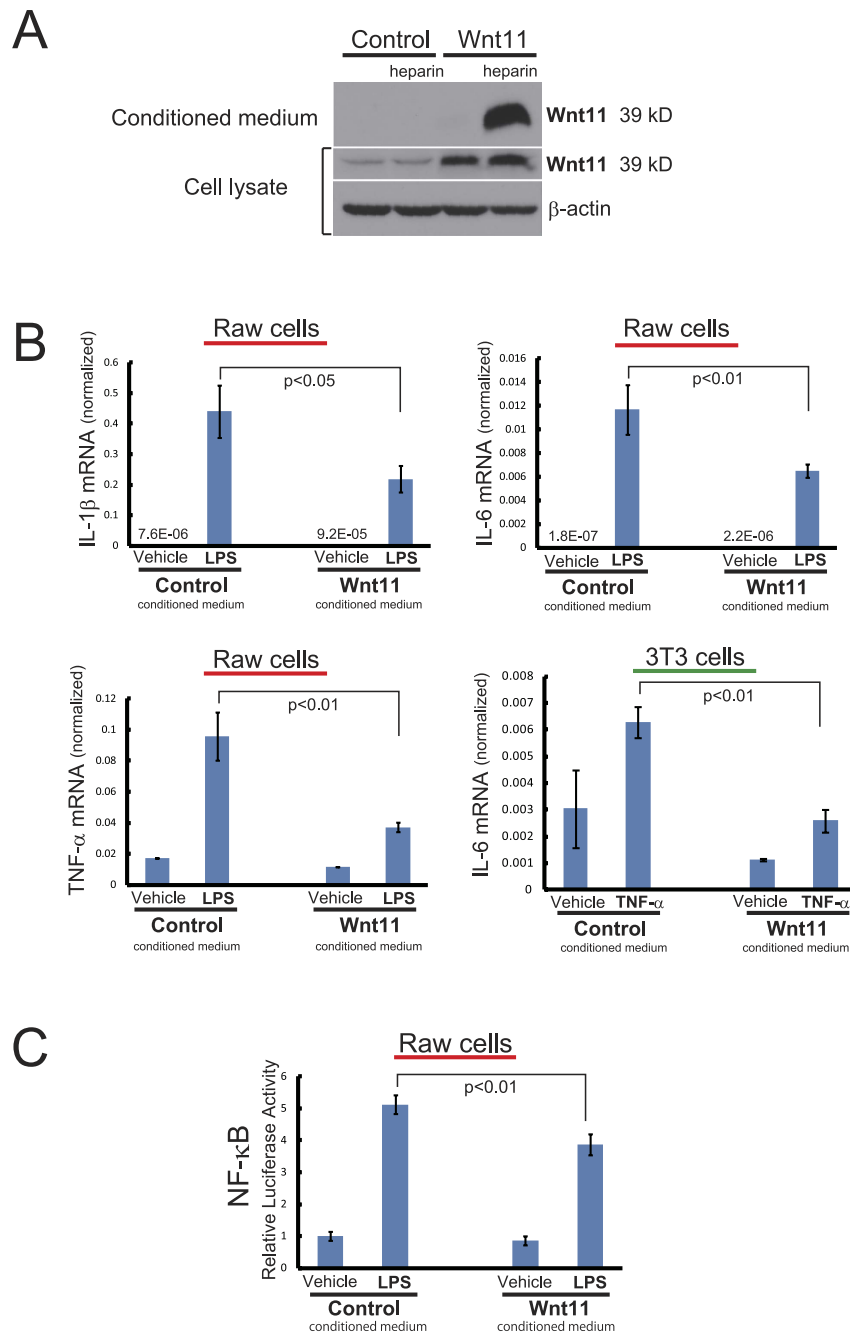 A
Control Wnt11
heparin heparin
Conditioned medium Wnt11 39 kD
Wnt11 39 kD
Cell lysate
β-actin
B
Raw cells
IL-1β mRNA (normalized)
0.6
0.5
0.4
0.3
0.2
0.1
0
p<0.05
7.6E-06 9.2E-05
Vehicle LPS Vehicle LPS
Control Wnt11
conditioned medium conditioned medium
Raw cells
IL-6 mRNA (normalized)
0.016
0.014
0.012
0.01
0.008
0.006
0.004
0.002
0
p<0.01
1.8E-07 2.2E-06
Vehicle LPS Vehicle LPS
Control Wnt11
conditioned medium conditioned medium
Raw cells
TNF-α mRNA (normalized)
0.12
0.1
0.08
0.06
0.04
0.02
0
p<0.01
Vehicle LPS Vehicle LPS
Control Wnt11
conditioned medium conditioned medium
3T3 cells
IL-6 mRNA (normalized)
0.008
0.007
0.006
0.005
0.004
0.003
0.002
0.001
0
p<0.01
Vehicle TNF-α Vehicle TNF-α
Control Wnt11
conditioned medium conditioned medium
C
Raw cells
NF-κB
Relative Luciferase Activity
6
5
4
3
2
1
0
p<0.01
Vehicle LPS Vehicle LPS
Control Wnt11
conditioned medium conditioned medium